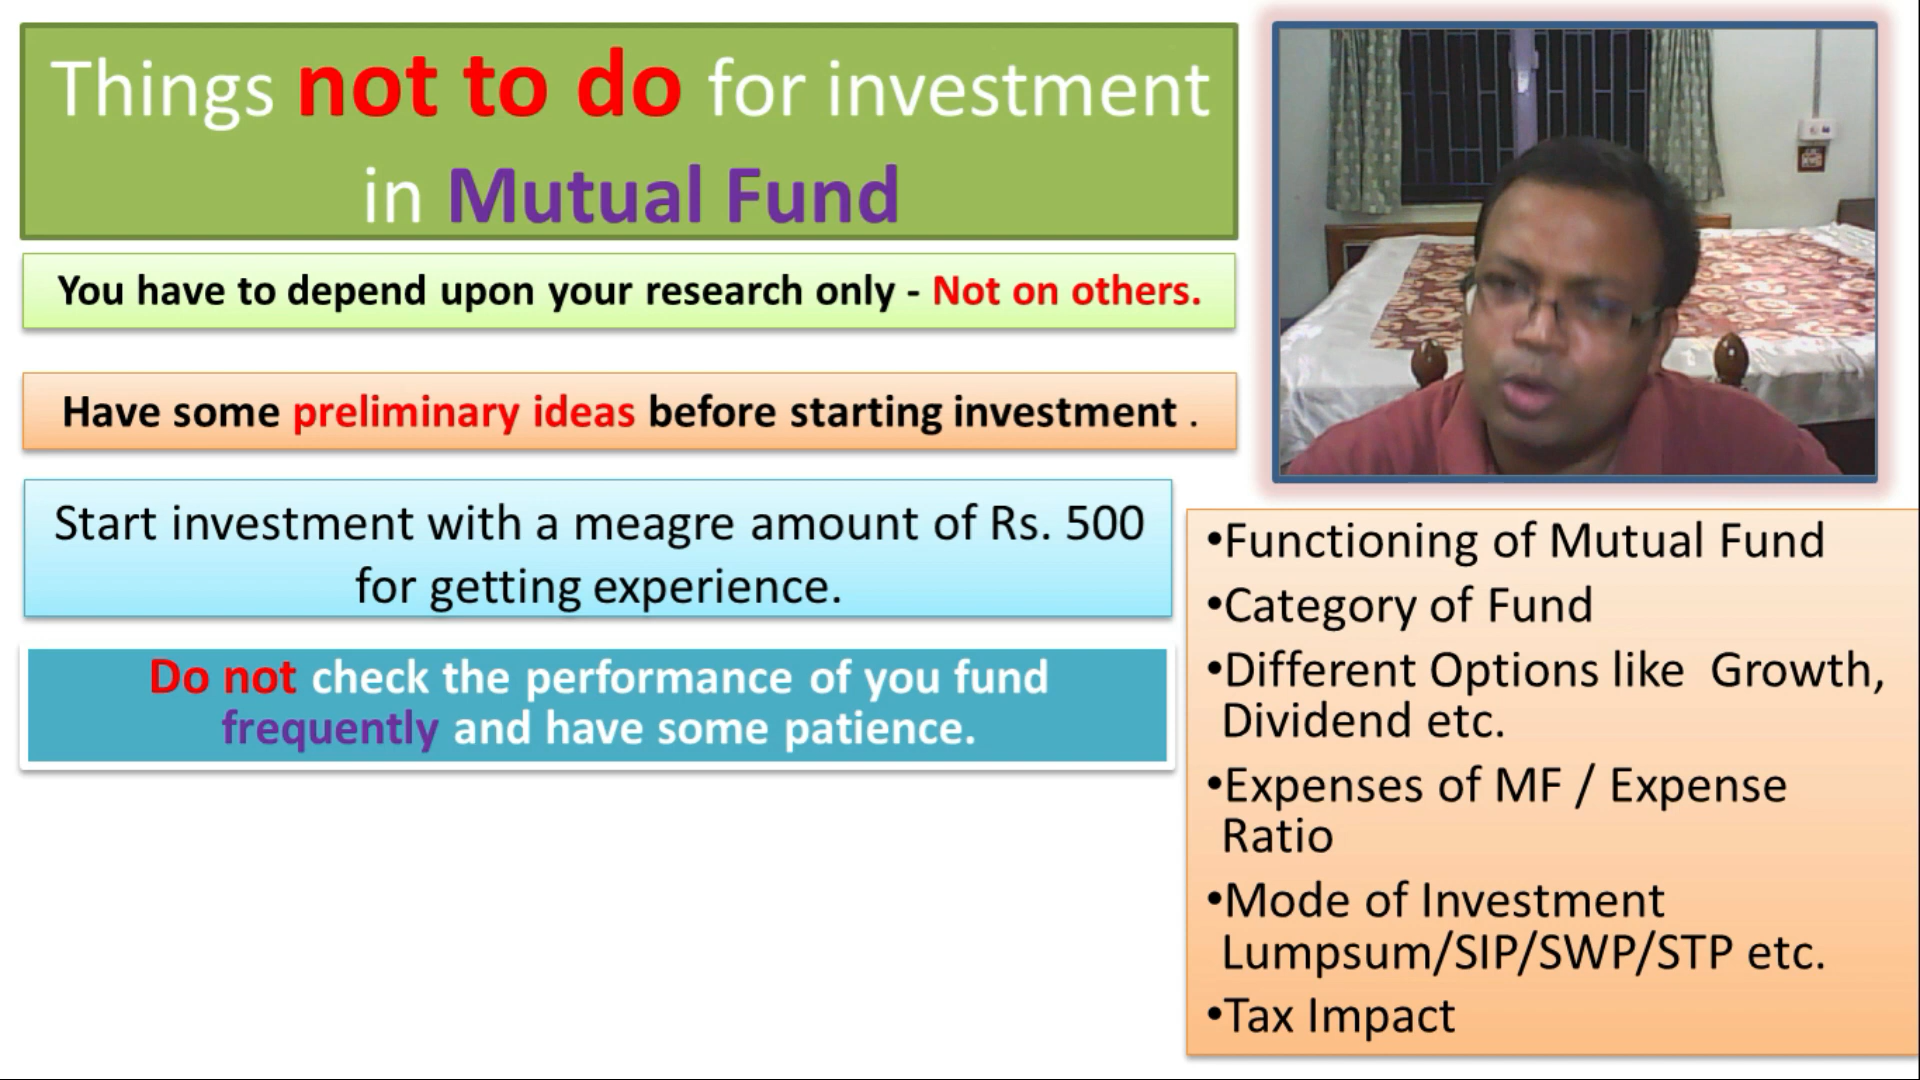 Things not to do for investment
in Mutual Fund
You have to depend upon your research only - Not on others.
Have some preliminary ideas before starting investment .
Start investment with a meagre amount of Rs. 500
for getting experience.
Do not check the performance of you fund
frequently and have some patience.
•Functioning of Mutual Fund
•Category of Fund
•Different Options like  Growth,
Dividend etc.
•Expenses of MF / Expense
Ratio
•Mode of Investment
Lumpsum/SIP/SWP/STP etc.
•Tax Impact